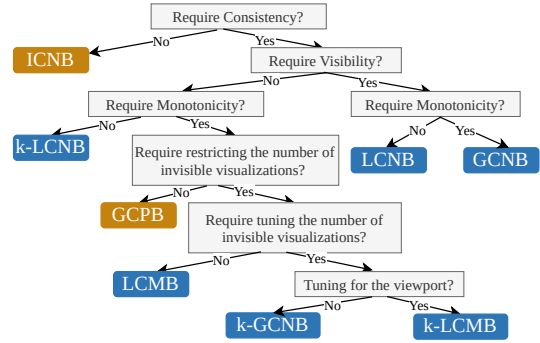 Require Consistency?
No
Yes
ICNB
Require Visibility?
No
Yes
Require Monotonicity?
Require Monotonicity?
No
Yes
No
Yes
k-LCNB
Require restricting the number of
invisible visualizations?
LCNB
GCNB
No
Yes
GCPB
Require tuning the number of
invisible visualizations?
No
Yes
LCMB
Tuning for the viewport?
No
Yes
k-GCNB
k-LCMB